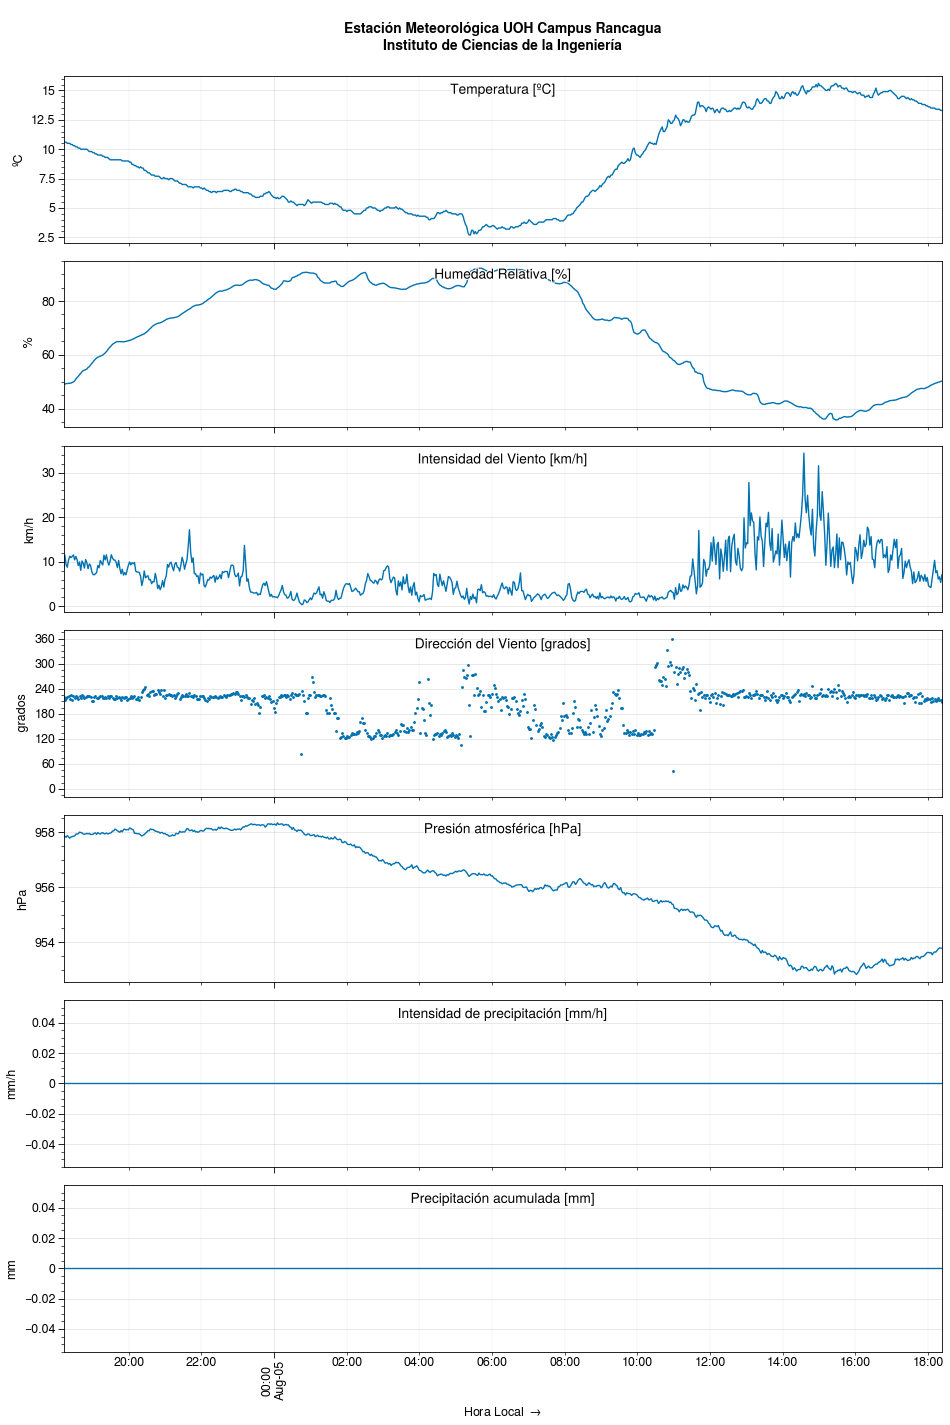 Estación Meteorológica UOH Campus Rancagua
Instituto de Ciencias de la Ingeniería
Temperatura [ºC]
15
12.5
10
7.5
5
2.5
ºC
Humedad Relativa [%]
80
60
40
%
Intensidad del Viento [km/h]
30
20
10
0
km/h
Dirección del Viento [grados]
360
300
240
180
120
60
0
grados
Presión atmosférica [hPa]
958
956
954
hPa
Intensidad de precipitación [mm/h]
0.04
0.02
0
−0.02
−0.04
mm/h
Precipitación acumulada [mm]
0.04
0.02
0
−0.02
−0.04
mm
20:00
22:00
00:00
Aug-05
02:00
04:00
06:00
08:00
10:00
12:00
14:00
16:00
18:00
Hora Local →